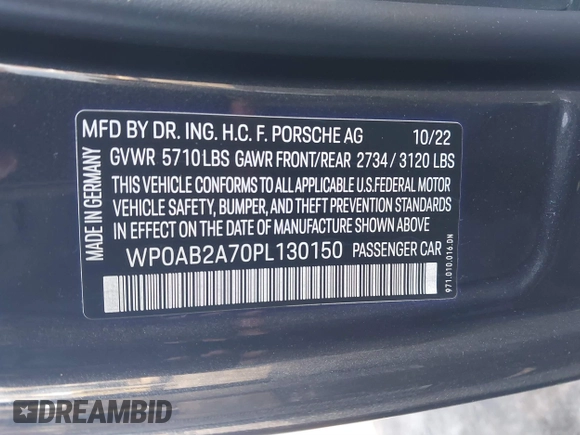 MFD BY DR. ING. H.C. F. PORSCHE AG 10/22
GVWR 5710 LBS GAWR FRONT/REAR 2734 / 3120 LBS
THIS VEHICLE CONFORMS TO ALL APPLICABLE U.S. FEDERAL MOTOR
VEHICLE SAFETY, BUMPER, AND THEFT PREVENTION STANDARDS
IN EFFECT ON THE DATE OF MANUFACTURE SHOWN ABOVE
WP0AB2A70PL130150 PASSENGER CAR
MADE IN GERMANY
971.010.016.DN
DREAMBID